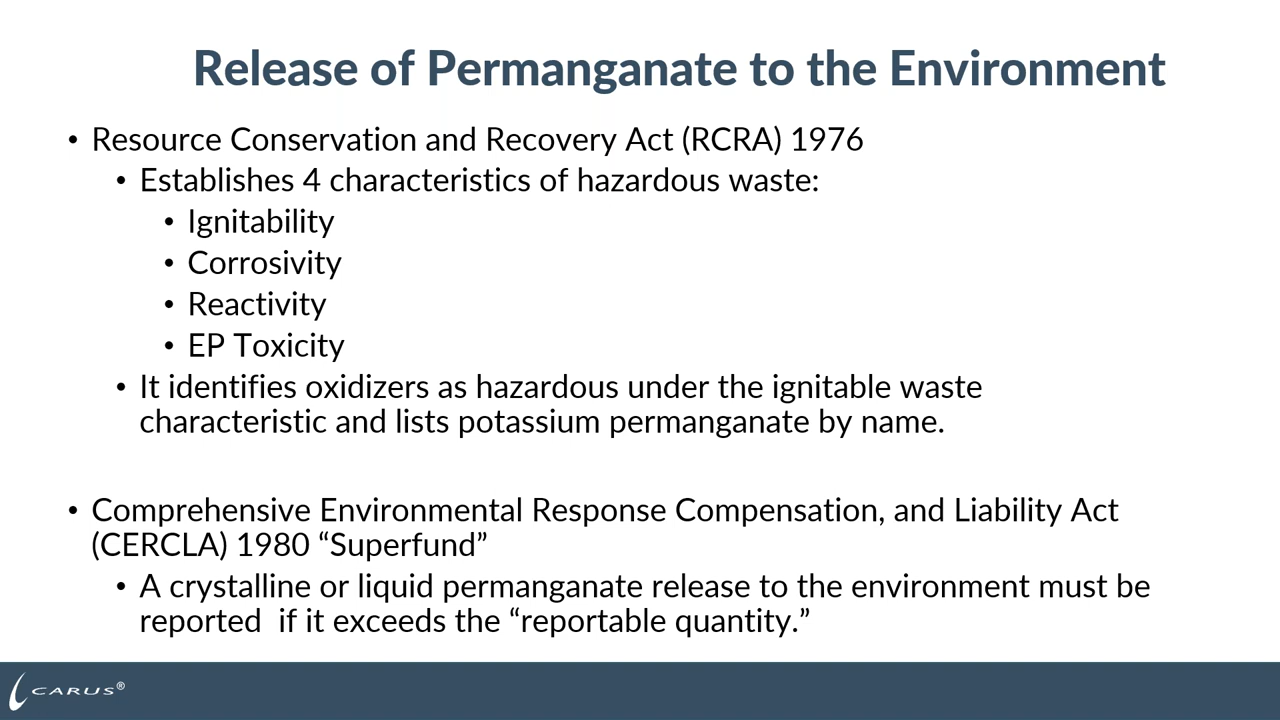 Release of Permanganate to the Environment
• Resource Conservation and Recovery Act (RCRA) 1976
• Establishes 4 characteristics of hazardous waste:
• Ignitability
• Corrosivity
• Reactivity
• EP Toxicity
• It identifies oxidizers as hazardous under the ignitable waste
characteristic and lists potassium permanganate by name.
• Comprehensive Environmental Response Compensation, and Liability Act
(CERCLA) 1980 “Superfund”
• A crystalline or liquid permanganate release to the environment must be
reported  if it exceeds the “reportable quantity.”
CARUS®